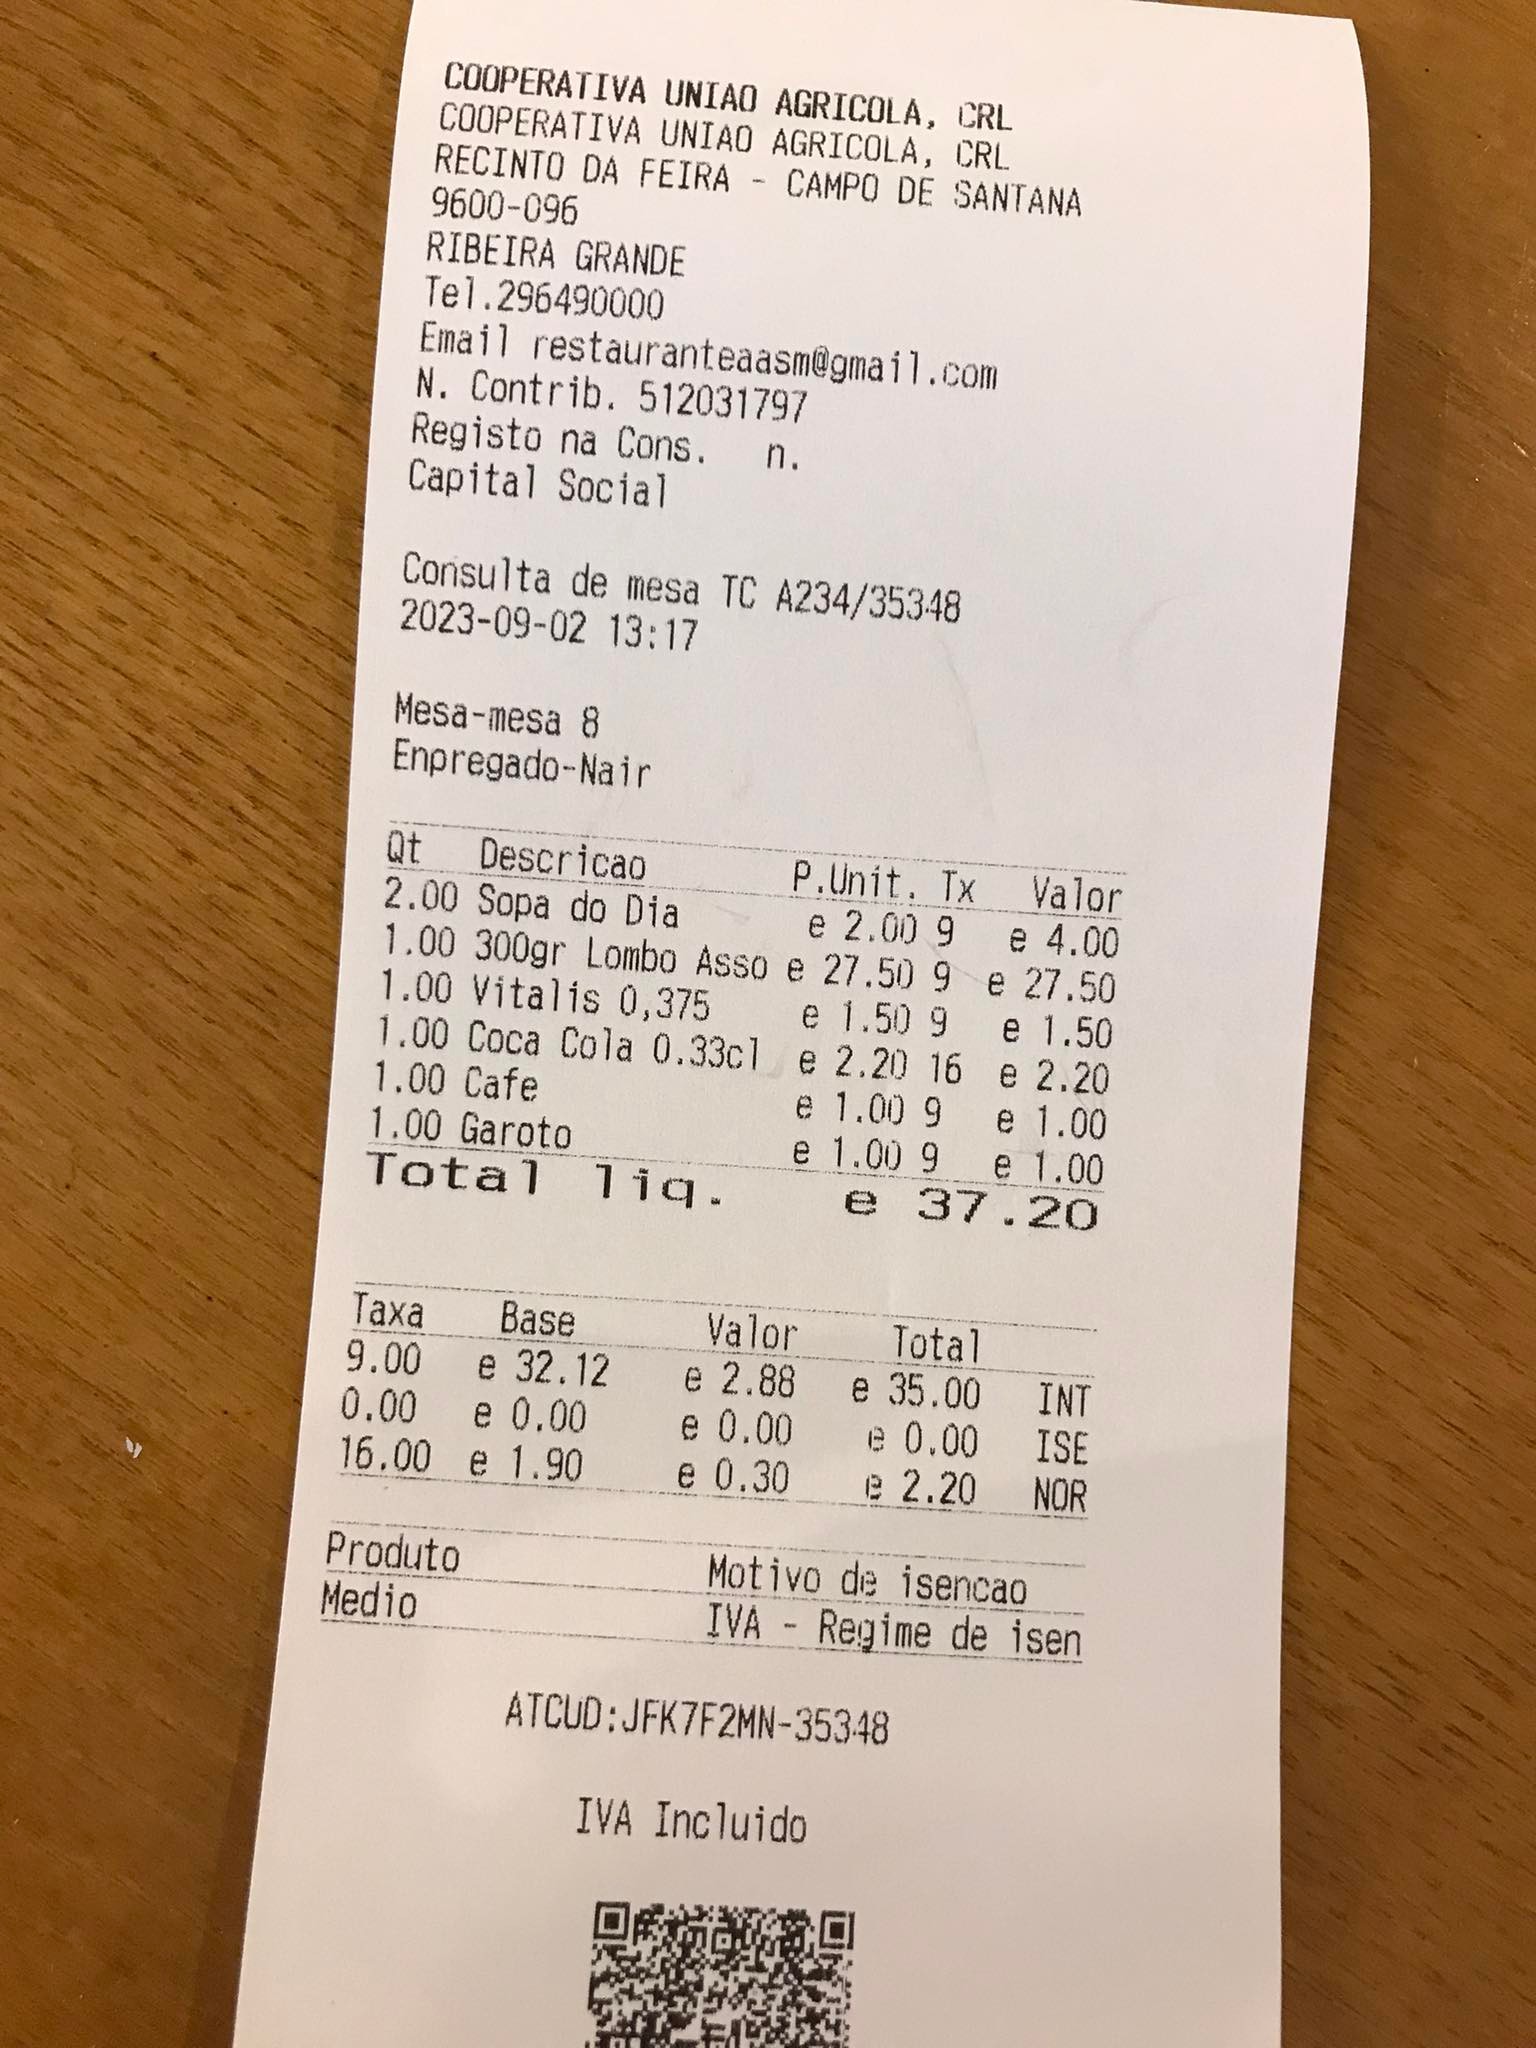 COOPERATIVA UNIAO AGRICOLA, CRL
COOPERATIVA UNIAO AGRICOLA, CRL
RECINTO DA FEIRA - CAMPO DE SANTANA
9600-096
RIBEIRA GRANDE
Tel.296490000
Email restauranteaasm@gmail.com
N. Contrib. 512031797
Registo na Cons. n.
Capital Social
Consulta de mesa TC A234/35348
2023-09-02 13:17
Mesa-mesa 8
Enpregado-Nair
Qt Descricao P.Unit. Tx Valor
2.00 Sopa do Dia e 2.00 9 e 4.00
1.00 300gr Lombo Asso e 27.50 9 e 27.50
1.00 Vitalis 0,375 e 1.50 9 e 1.50
1.00 Coca Cola 0.33cl e 2.20 16 e 2.20
1.00 Cafe e 1.00 9 e 1.00
1.00 Garoto e 1.00 9 e 1.00
Total liq. e 37.20
Taxa Base Valor Total
9.00 e 32.12 e 2.88 e 35.00 INT
0.00 e 0.00 e 0.00 e 0.00 ISE
16.00 e 1.90 e 0.30 e 2.20 NOR
Produto Motivo de isencao
Medio IVA - Regime de isen
ATCUD:JFK7F2MN-35348
IVA Incluido